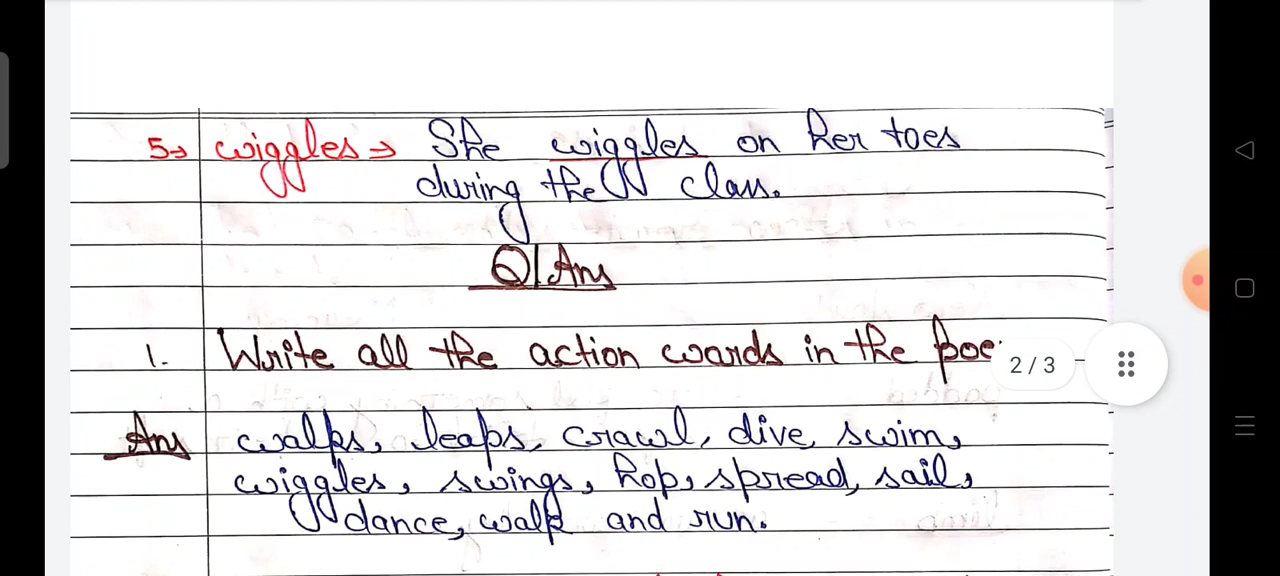 5→ wiggles → She wiggles on her toes
during the class.
Q/Ans
1. Write all the action words in the poe
2 / 3
Ans walks, leaps, crawl, dive, swim,
wiggles, swings, hop, spread, sail,
dance, walk and run.